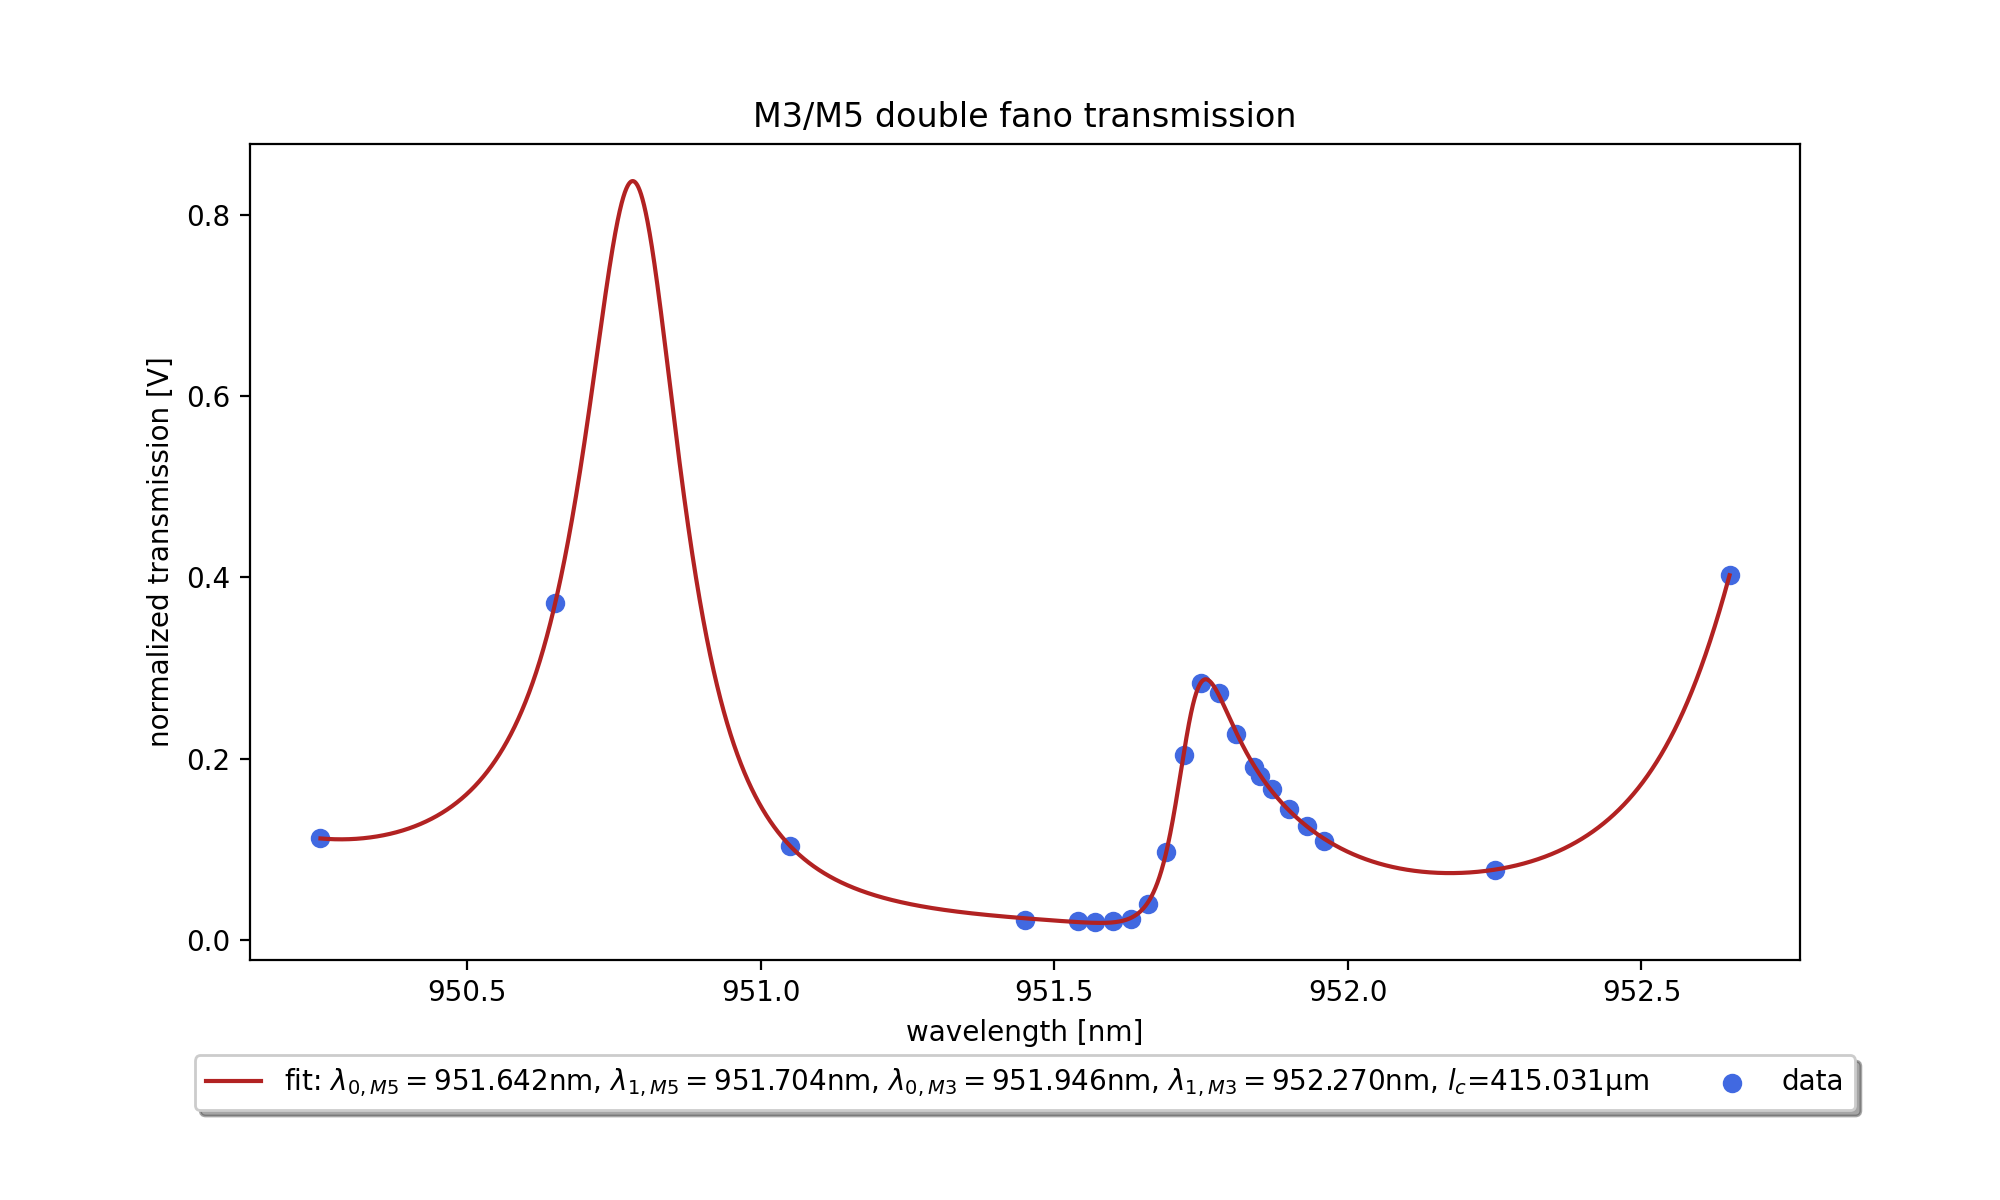 M3/M5 double fano transmission
normalized transmission [V]
0.8
0.6
0.4
0.2
0.0
950.5 951.0 951.5 952.0 952.5
wavelength [nm]
fit: λ0,M5 = 951.642nm, λ1,M5 = 951.704nm, λ0,M3 = 951.946nm, λ1,M3 = 952.270nm, lc=415.031µm data